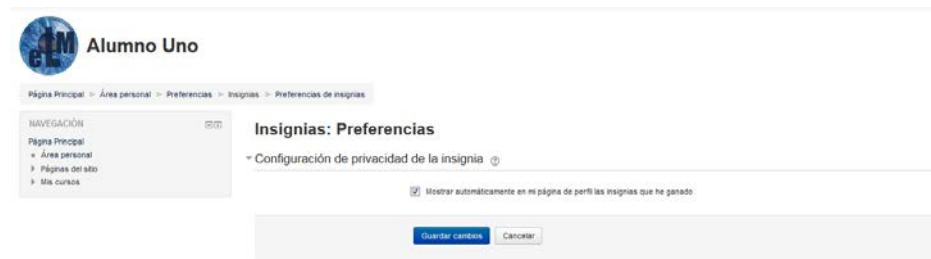 eLM
Alumno Uno
Página Principal ► Área personal ► Preferencias ► Insignias ► Preferencias de insignias
NAVEGACIÓN
Página Principal
Área personal
Páginas del sitio
Mis cursos
Insignias: Preferencias
Configuración de privacidad de la insignia
Mostrar automáticamente en mi página de perfil las insignias que he ganado
Guardar cambios
Cancelar